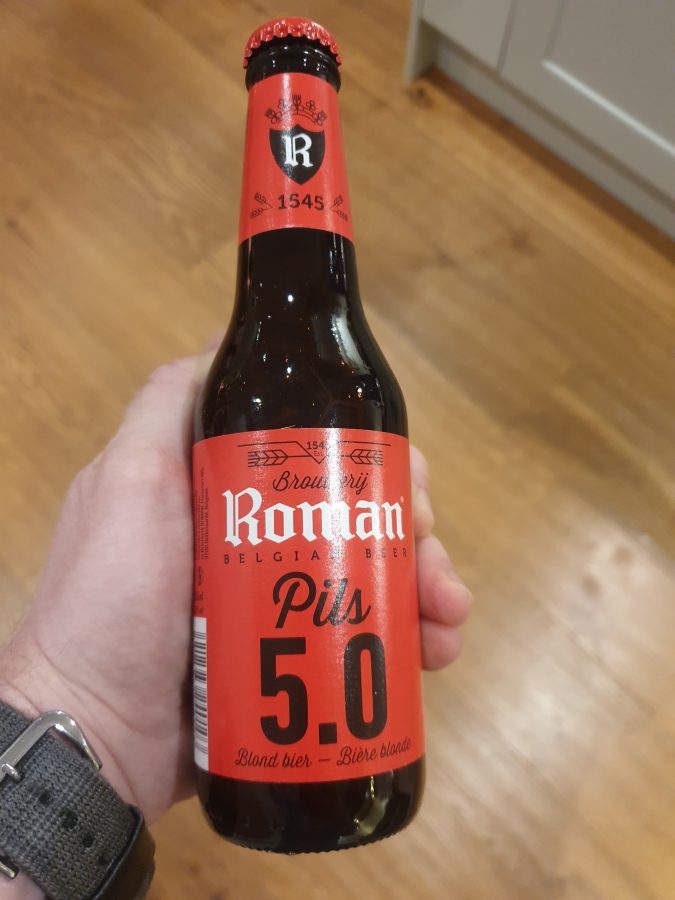 R
1545
1545
Brouwerij
Roman
BELGIAN BEER
Pils
5.0
Blond bier — Bière blonde